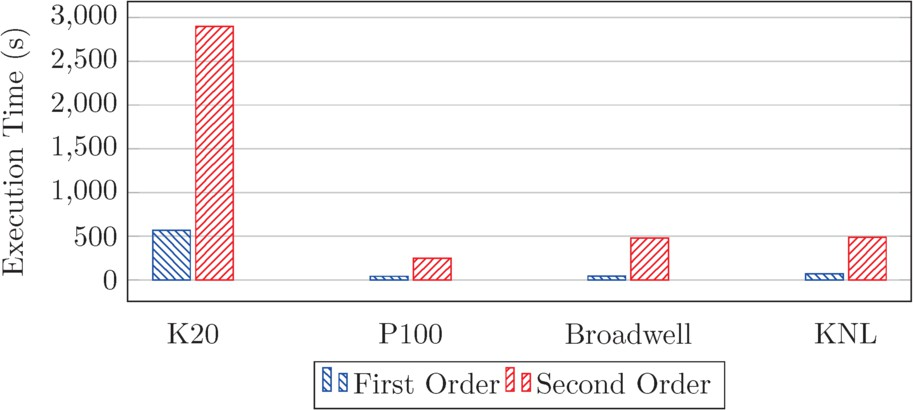 Execution Time (s)
3,000
2,500
2,000
1,500
1,000
500
0
K20 P100 Broadwell KNL
First Order Second Order